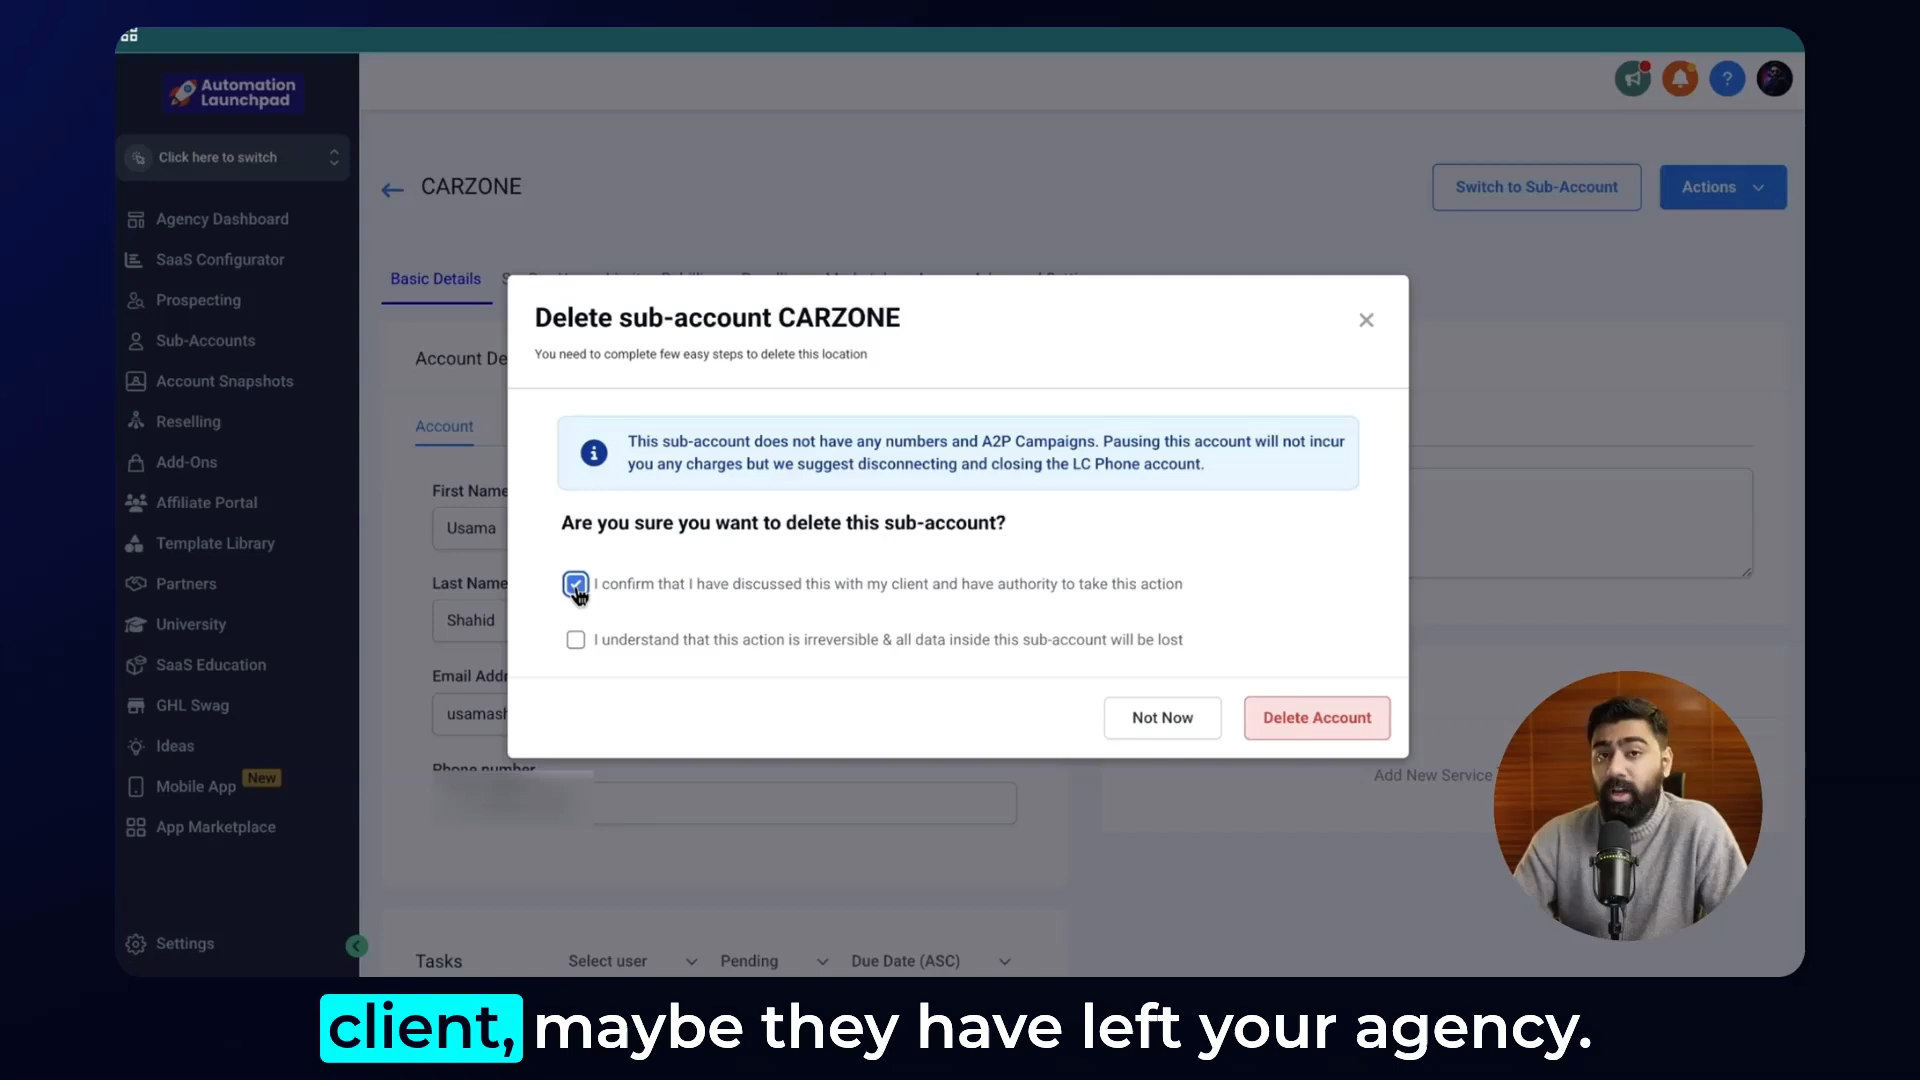 Automation
Launchpad
Click here to switch
Agency Dashboard
SaaS Configurator
Prospecting
Sub-Accounts
Account Snapshots
Reselling
Add-Ons
Affiliate Portal
Template Library
Partners
University
SaaS Education
GHL Swag
Ideas
Mobile App New
App Marketplace
Settings
CARZONE
Switch to Sub-Account
Actions
Basic Details
Account De
Account
First Name
Usama
Last Name
Shahid
Email Addr
usamash
Phone number
Delete sub-account CARZONE
You need to complete few easy steps to delete this location
This sub-account does not have any numbers and A2P Campaigns. Pausing this account will not incur
you any charges but we suggest disconnecting and closing the LC Phone account.
Are you sure you want to delete this sub-account?
I confirm that I have discussed this with my client and have authority to take this action
I understand that this action is irreversible & all data inside this sub-account will be lost
Not Now
Delete Account
Add New Service
Tasks
Select user
Pending
Due Date (ASC)
client, maybe they have left your agency.